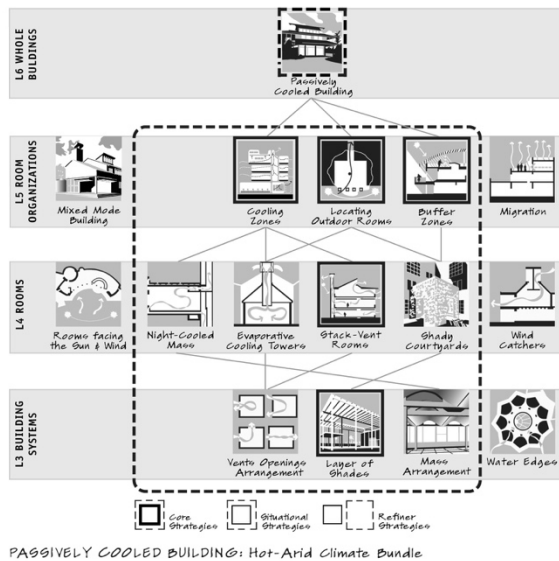 L6 WHOLE
BUILDINGS
Passively
Cooled Building
L5 ROOM
ORGANIZATIONS
Mixed Mode
Building
Cooling
Zones
Locating
Outdoor Rooms
Buffer
Zones
Migration
L4 ROOMS
Rooms facing
the Sun & Wind
Night-Cooled
Mass
Evaporative
Cooling Towers
Stack-Vent
Rooms
Shady
Courtyards
Wind
Catchers
L3 BUILDING
SYSTEMS
Vents Openings
Arrangement
Layer of
Shades
Mass
Arrangement
Water Edges
Core
Strategies
Situational
Strategies
Refiner
Strategies
PASSIVELY COOLED BUILDING: Hot-Arid Climate Bundle